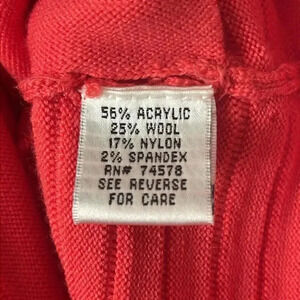 56% ACRYLIC
25% WOOL
17% NYLON
2% SPANDEX
RN# 74578
SEE REVERSE
FOR CARE